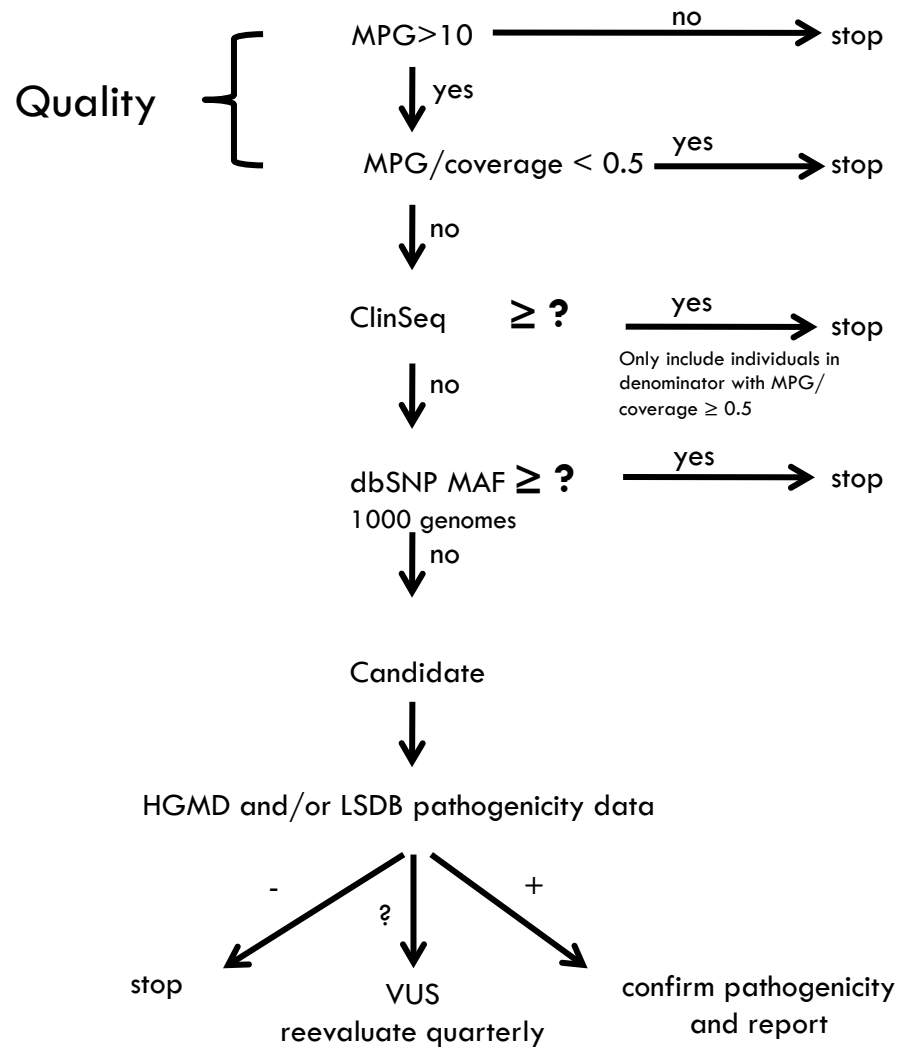 MPG>10
no
stop
yes
Quality
MPG/coverage < 0.5
yes
stop
no
ClinSeq ≥ ?
yes
stop
Only include individuals in
denominator with MPG/
coverage ≥ 0.5
no
dbSNP MAF ≥ ?
yes
stop
1000 genomes
no
Candidate
HGMD and/or LSDB pathogenicity data
-
?
+
stop
VUS
reevaluate quarterly
confirm pathogenicity
and report